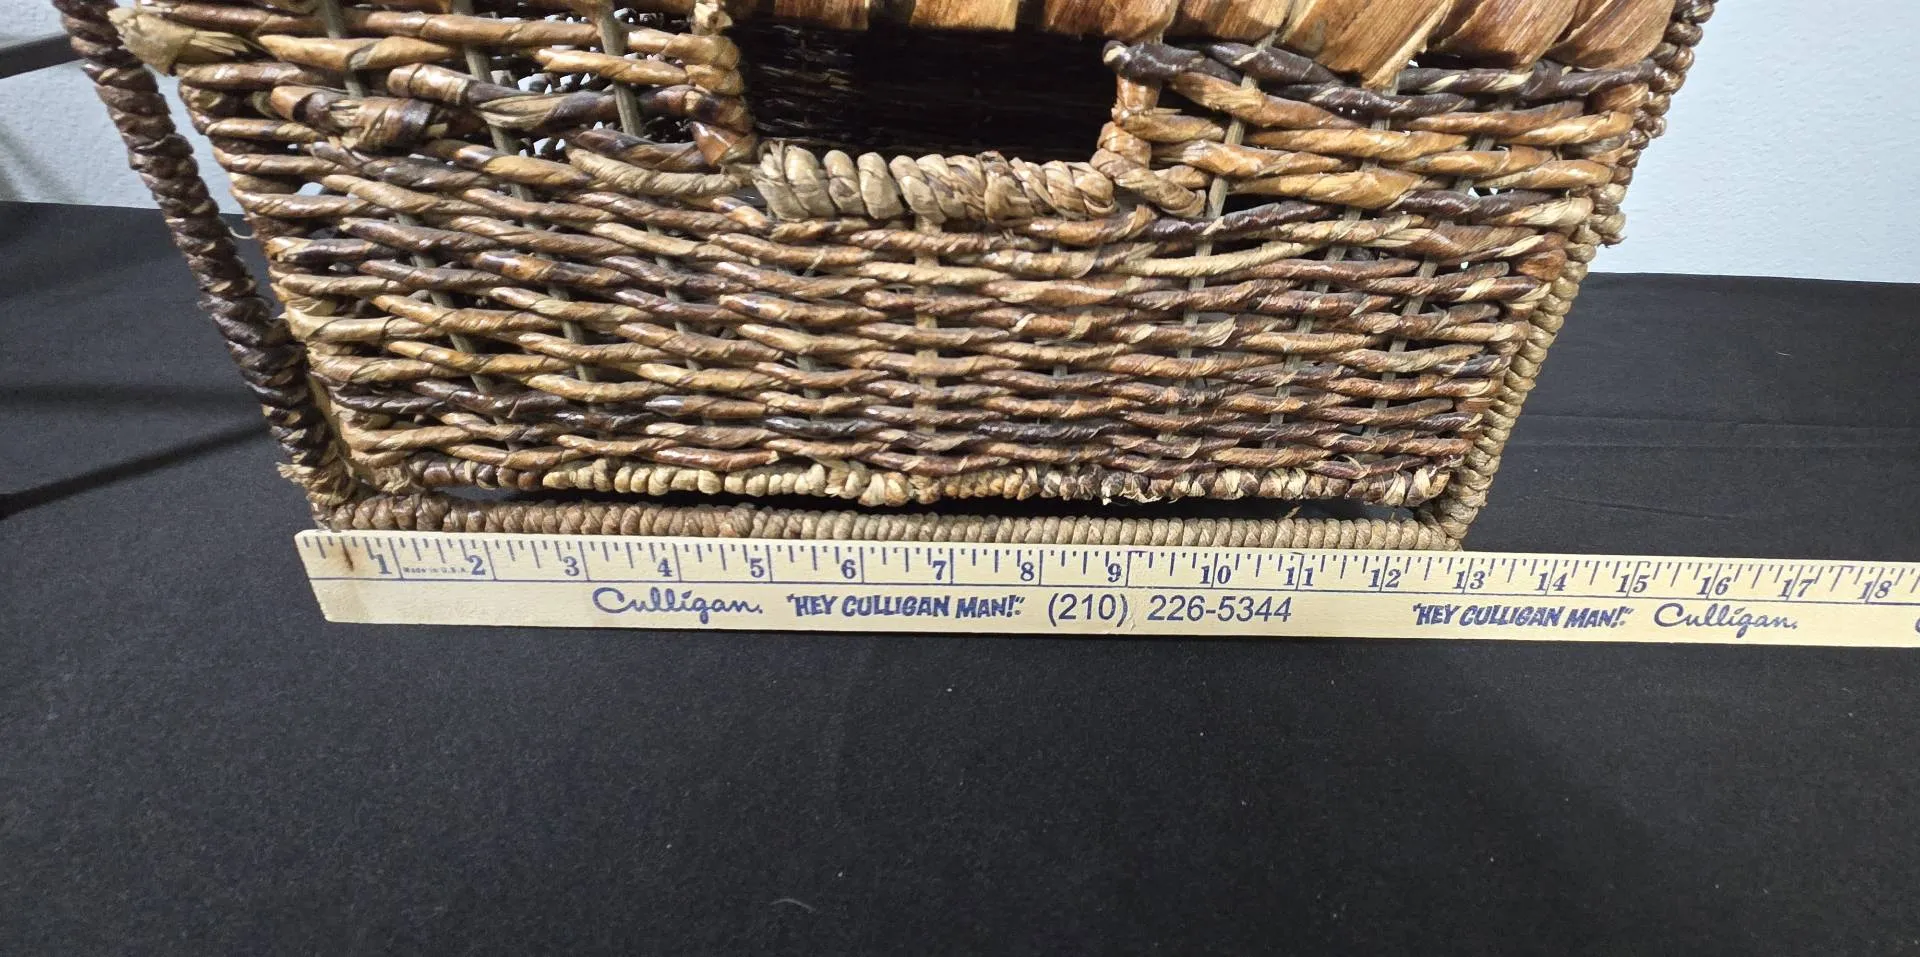 1 2 3 4 5 6 7 8 9 10 11 12 13 14 15 16 17 18
Made in U.S.A.
Culligan. "HEY CULLIGAN MAN!" (210) 226-5344 "HEY CULLIGAN MAN!" Culligan.